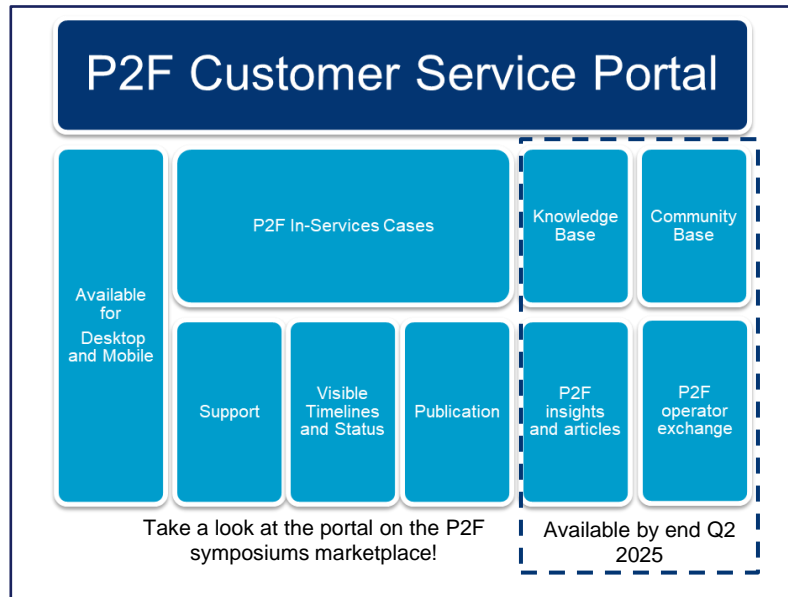 P2F Customer Service Portal
Available
for
Desktop
and Mobile
P2F In-Services Cases
Support
Visible
Timelines
and Status
Publication
Knowledge
Base
Community
Base
P2F
insights
and articles
P2F
operator
exchange
Take a look at the portal on the P2F
symposiums marketplace!
Available by end Q2
2025